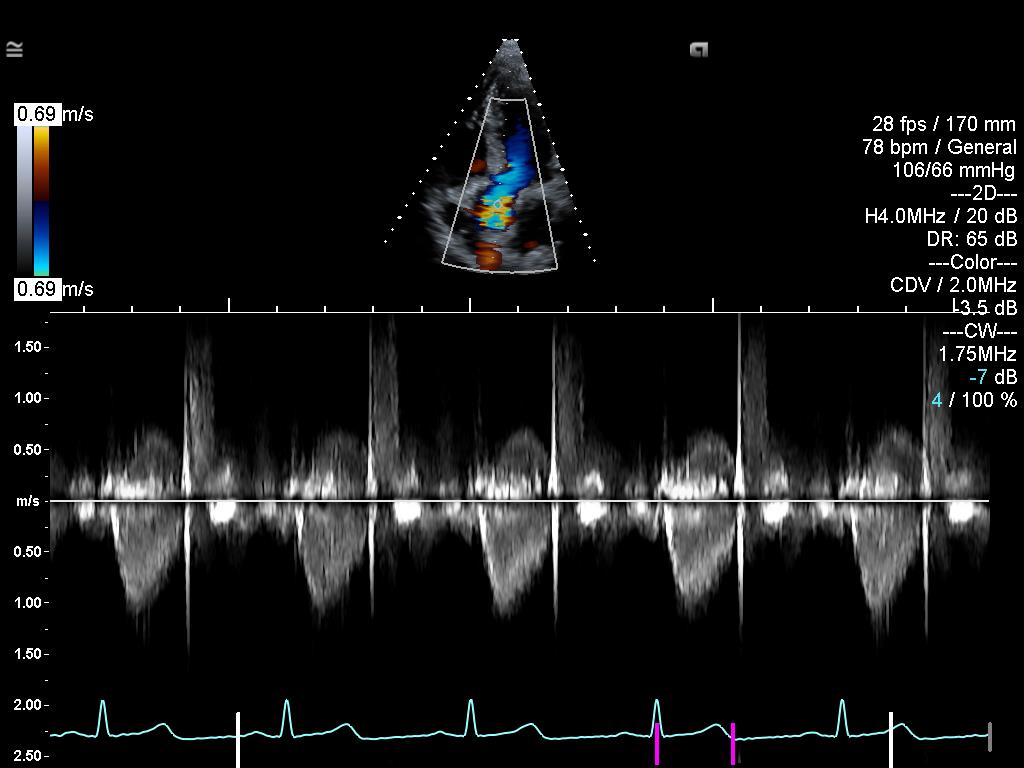 0.69 m/s
0.69 m/s
28 fps / 170 mm
78 bpm / General
106/66 mmHg
---2D---
H4.0MHz / 20 dB
DR: 65 dB
---Color---
CDV / 2.0MHz
-3.5 dB
---CW---
1.75MHz
-7 dB
4 / 100 %
1.50
1.00
0.50
m/s
0.50
1.00
1.50
2.00
2.50